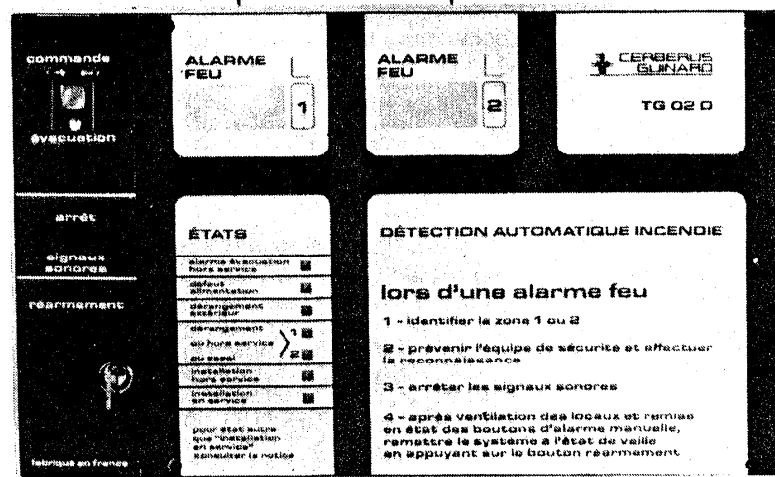 commande
évacuation
arrêt
signaux
sonores
réarmement
fabriqué en france
ALARME
FEU
1
ALARME
FEU
2
CERBERUS
GUINARD
TG 02 D
ÉTATS
alarme évacuation
hors service
défaut
alimentation
dérangement
extérieur
dérangement
1
ou hors service
ou essai
2
installation
hors service
installation
en service
pour état autre
que "installation
en service"
consulter la notice
DÉTECTION AUTOMATIQUE INCENDIE
lors d'une alarme feu
1 - identifier la zone 1 ou 2
2 - prévenir l'équipe de sécurité et effectuer
la reconnaissance
3 - arrêter les signaux sonores
4 - après ventilation des locaux et remise
en état des boutons d'alarme manuelle,
remettre le système à l'état de veille
en appuyant sur le bouton réarmement